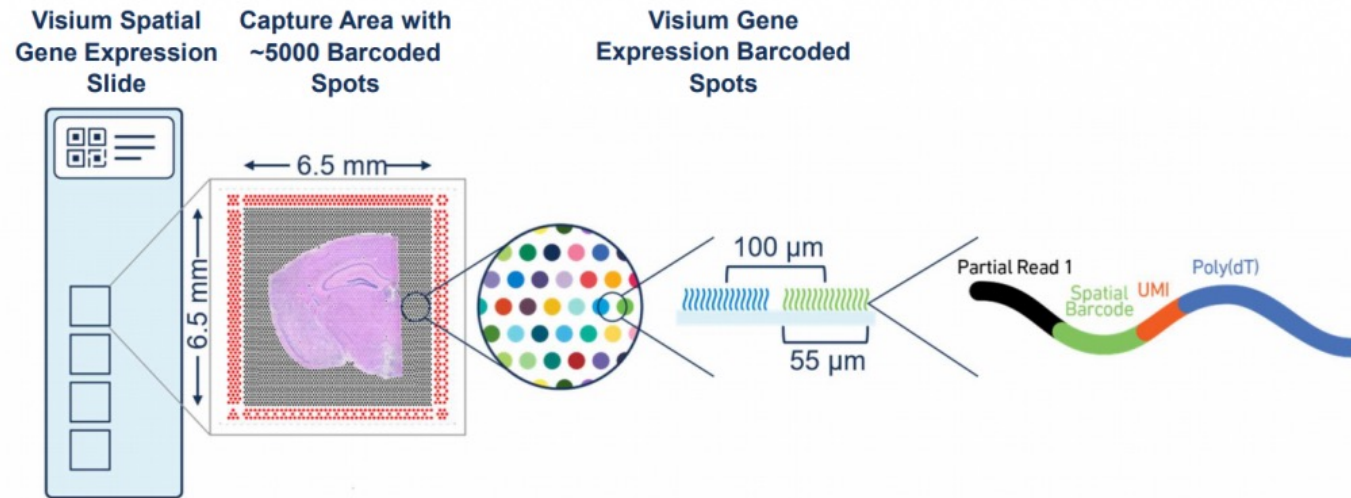 Visium Spatial
Gene Expression
Slide
Capture Area with
~5000 Barcoded
Spots
Visium Gene
Expression Barcoded
Spots
6.5 mm
6.5 mm
100 µm
55 µm
Partial Read 1
Spatial
Barcode
UMI
Poly(dT)